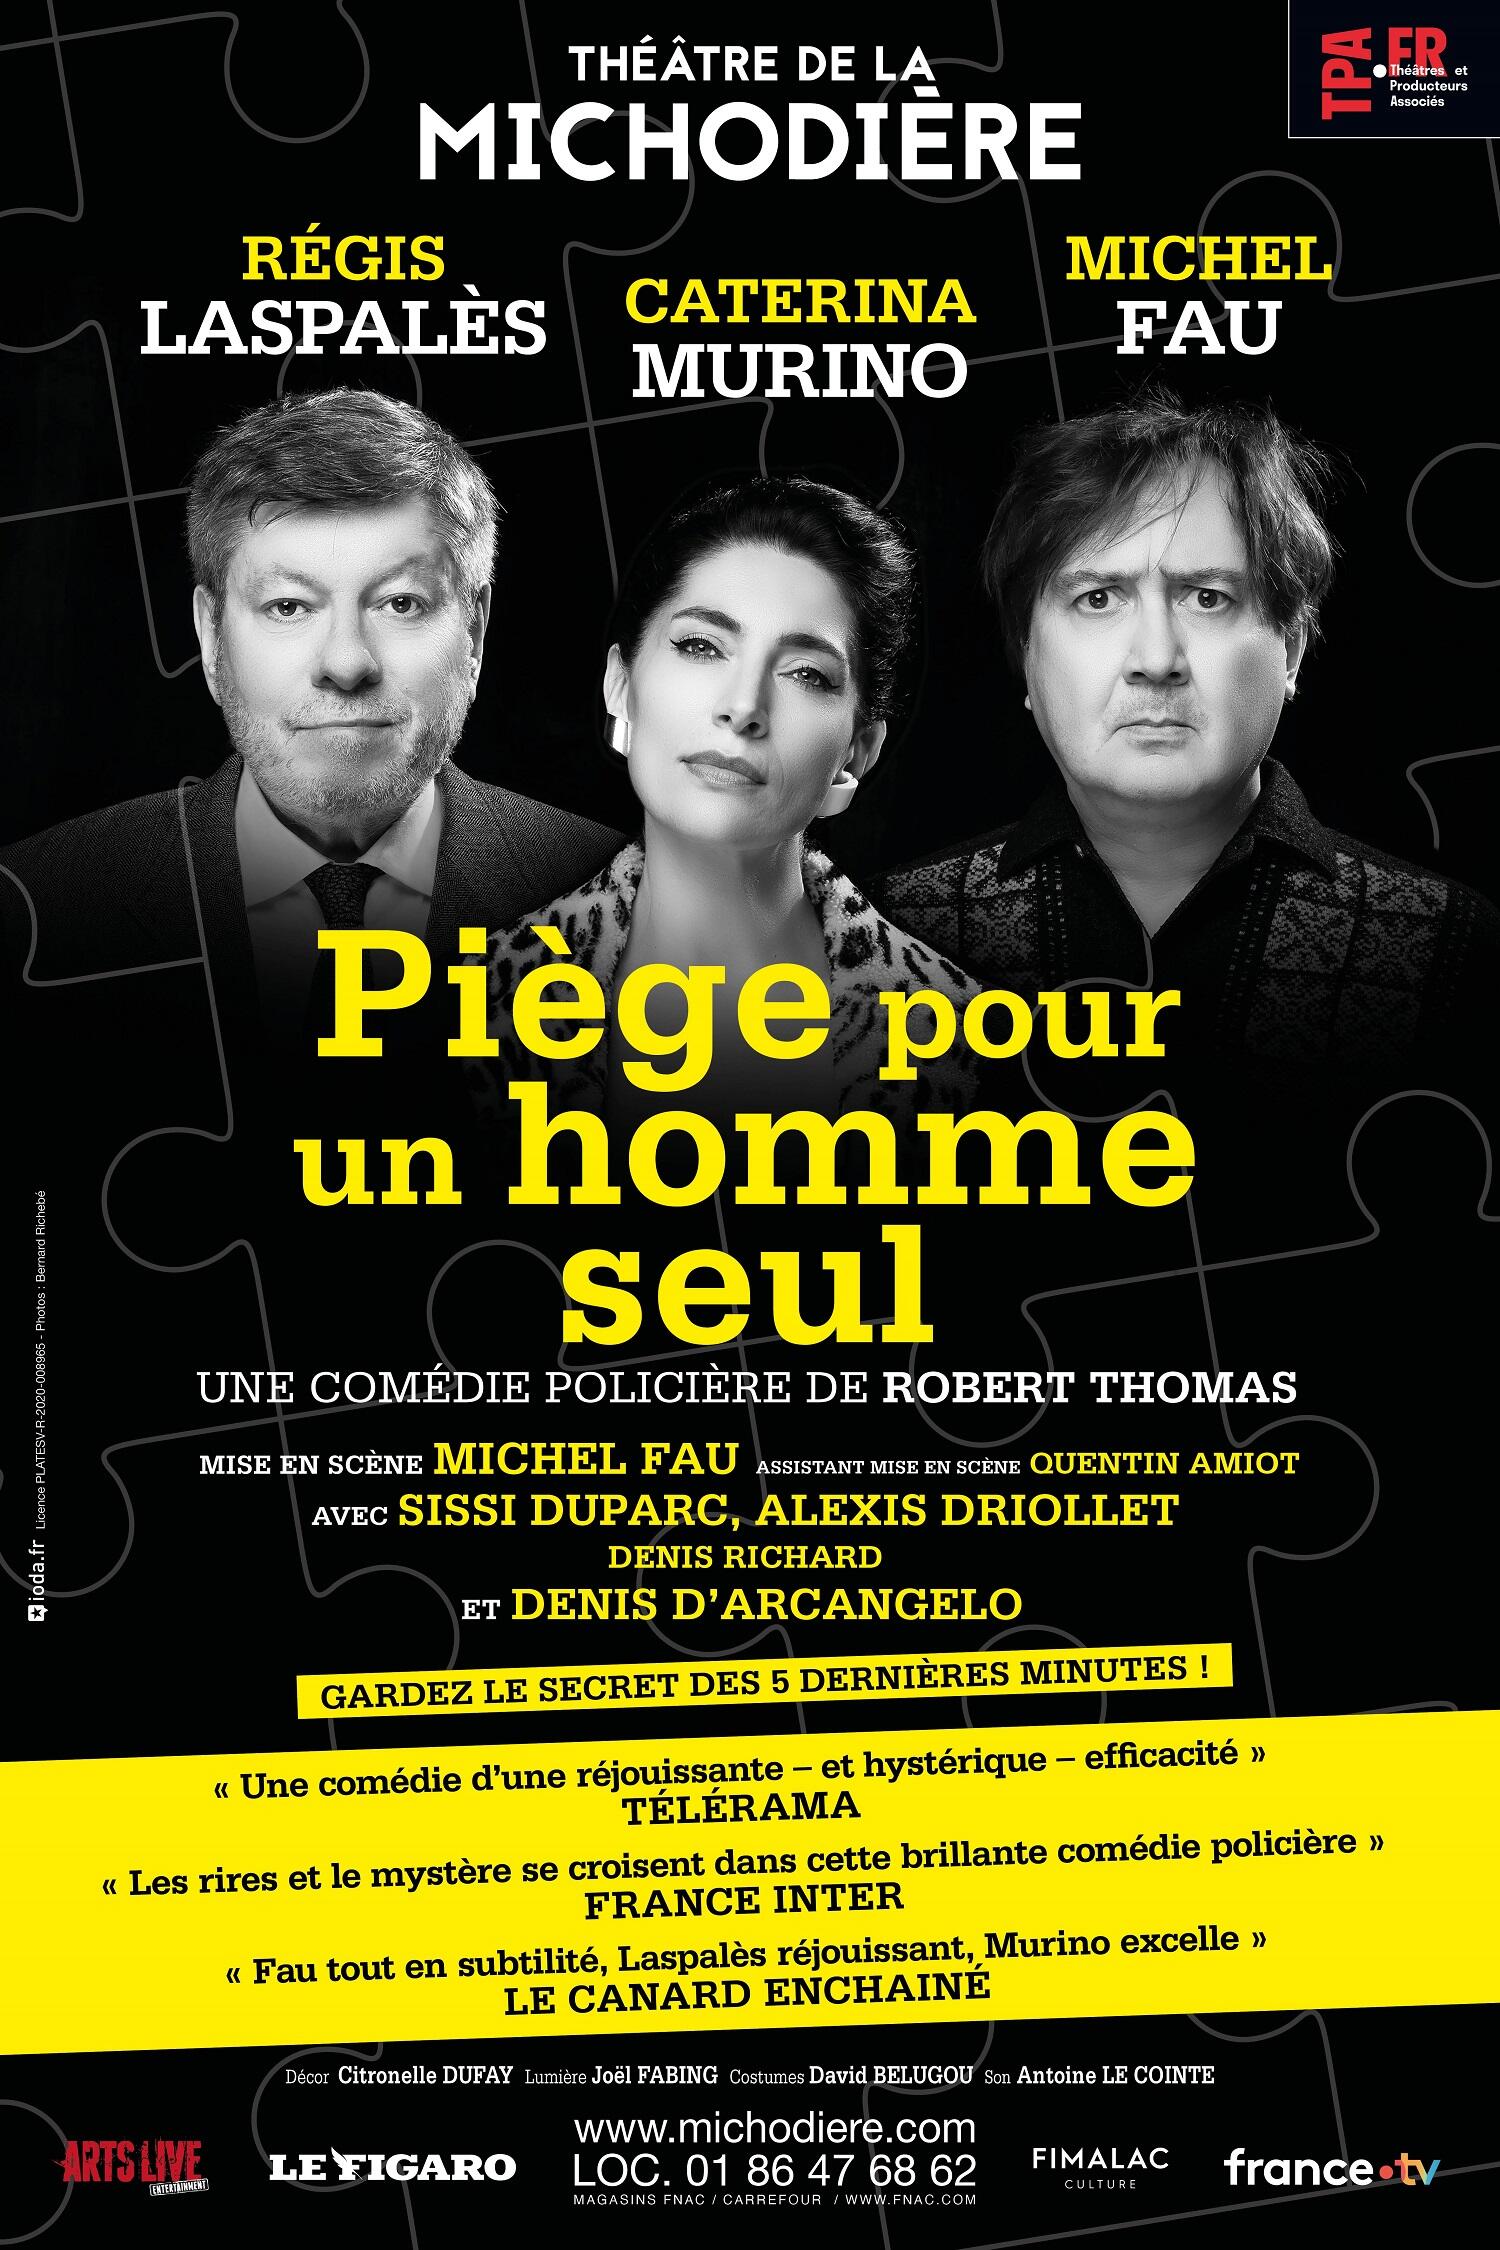 THÉÂTRE DE LA
MICHODIÈRE
TPA.FR
Théâtres et
Producteurs
Associés
RÉGIS
LASPALÈS
CATERINA
MURINO
MICHEL
FAU
Piège pour
un homme
seul
UNE COMÉDIE POLICIÈRE DE ROBERT THOMAS
MISE EN SCÈNE MICHEL FAU ASSISTANT MISE EN SCÈNE QUENTIN AMIOT
AVEC SISSI DUPARC, ALEXIS DRIOLLET
DENIS RICHARD
ET DENIS D'ARCANGELO
ioda.fr Licence PLATESV-R-2020-008965 - Photos : Bernard Richebé
GARDEZ LE SECRET DES 5 DERNIÈRES MINUTES !
« Une comédie d'une réjouissante – et hystérique – efficacité »
TÉLÉRAMA
« Les rires et le mystère se croisent dans cette brillante comédie policière »
FRANCE INTER
« Fau tout en subtilité, Laspalès réjouissant, Murino excelle »
LE CANARD ENCHAINÉ
Décor Citronelle DUFAY Lumière Joël FABING Costumes David BELUGOU Son Antoine LE COINTE
ARTS LIVE
ENTERTAINMENT
LE FIGARO
www.michodiere.com
LOC. 01 86 47 68 62
MAGASINS FNAC / CARREFOUR / WWW.FNAC.COM
FIMALAC
CULTURE
france•tv